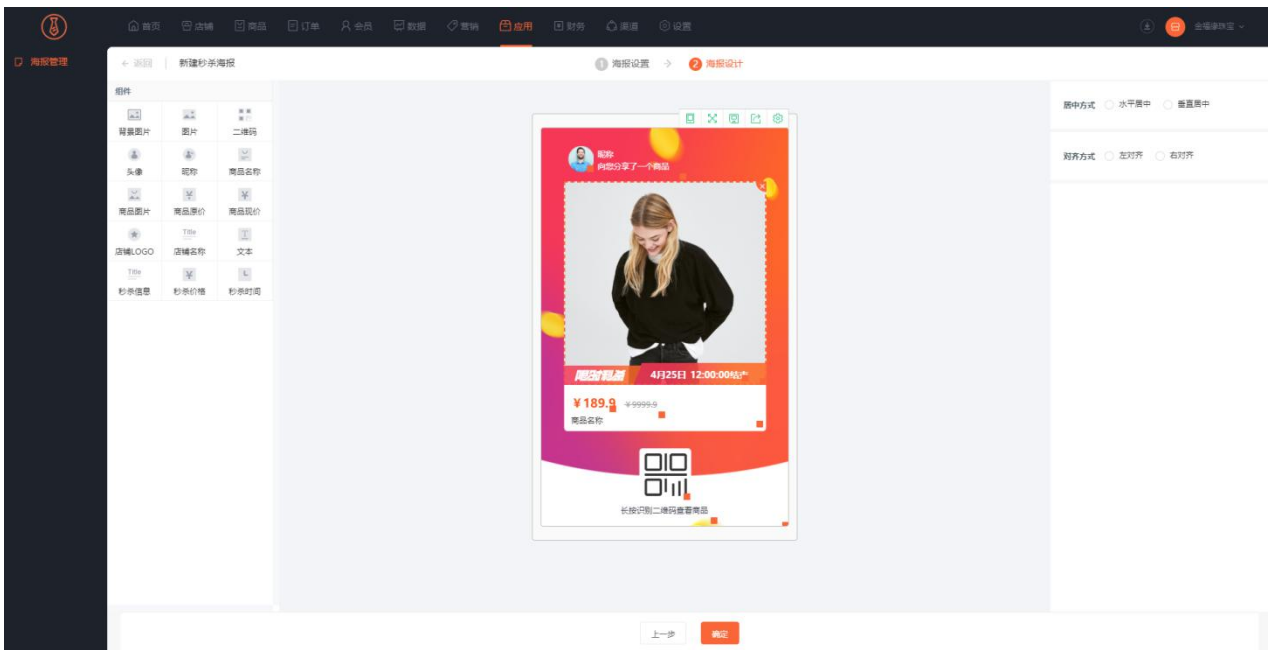 首页 店铺 商品 订单 会员 数据 营销 应用 财务 渠道 设置
海报管理
← 返回 新建秒杀海报
1 海报设置 → 2 海报设计
组件
背景图片 图片 二维码
头像 昵称 商品名称
商品图片 商品原价 商品现价
店铺LOGO 店铺名称 文本
Title
Title
秒杀信息 秒杀价格 秒杀时间
昵称
向您分享了一个商品
限时秒杀 4月25日 12:00:00结束
¥189.9 ¥9999.9
商品名称
长按识别二维码查看商品
居中方式 水平居中 垂直居中
对齐方式 左对齐 右对齐
上一步 确定